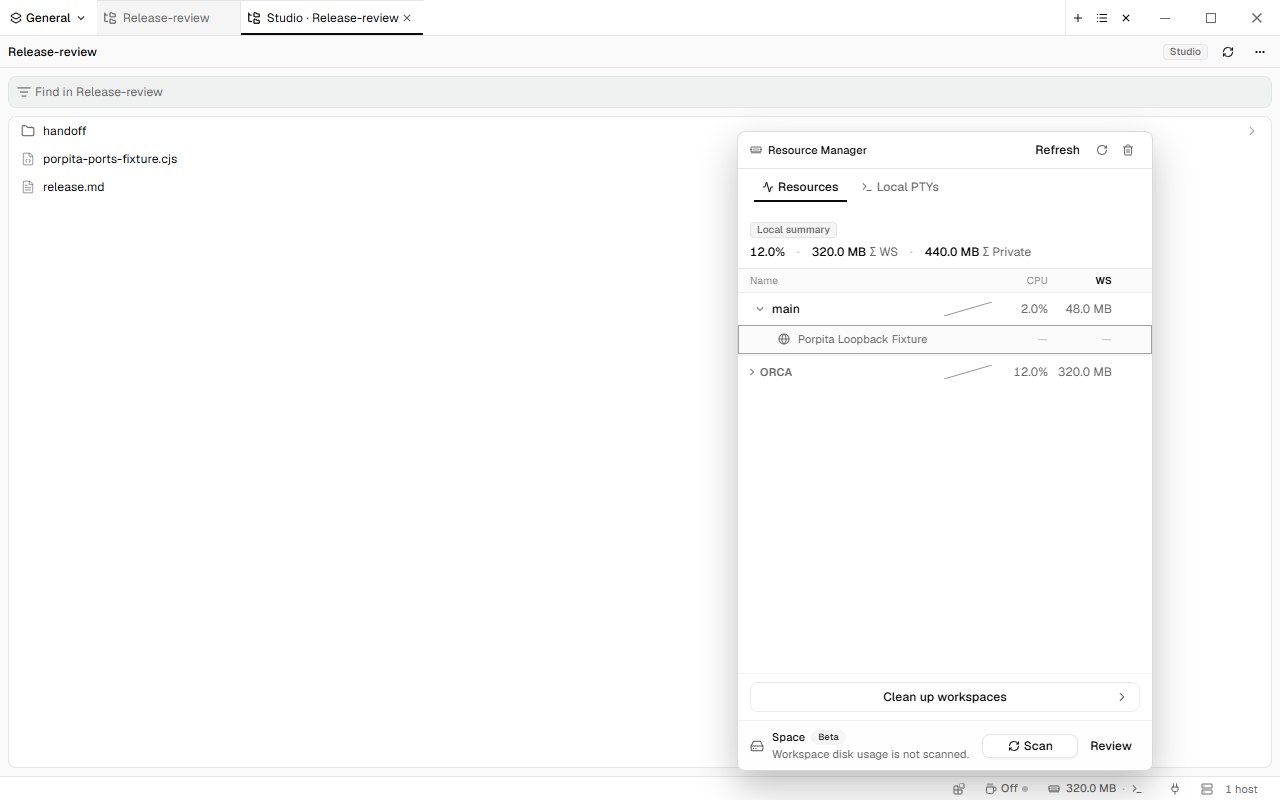 General
Release-review
Studio · Release-review
Release-review
Studio
Find in Release-review
handoff
porpita-ports-fixture.cjs
release.md
Resource Manager
Refresh
Resources
Local PTYs
Local summary
12.0% · 320.0 MB Σ WS · 440.0 MB Σ Private
Name CPU WS
main 2.0% 48.0 MB
Porpita Loopback Fixture — —
ORCA 12.0% 320.0 MB
Clean up workspaces
Space Beta
Workspace disk usage is not scanned.
Scan
Review
Off
320.0 MB ·
1 host